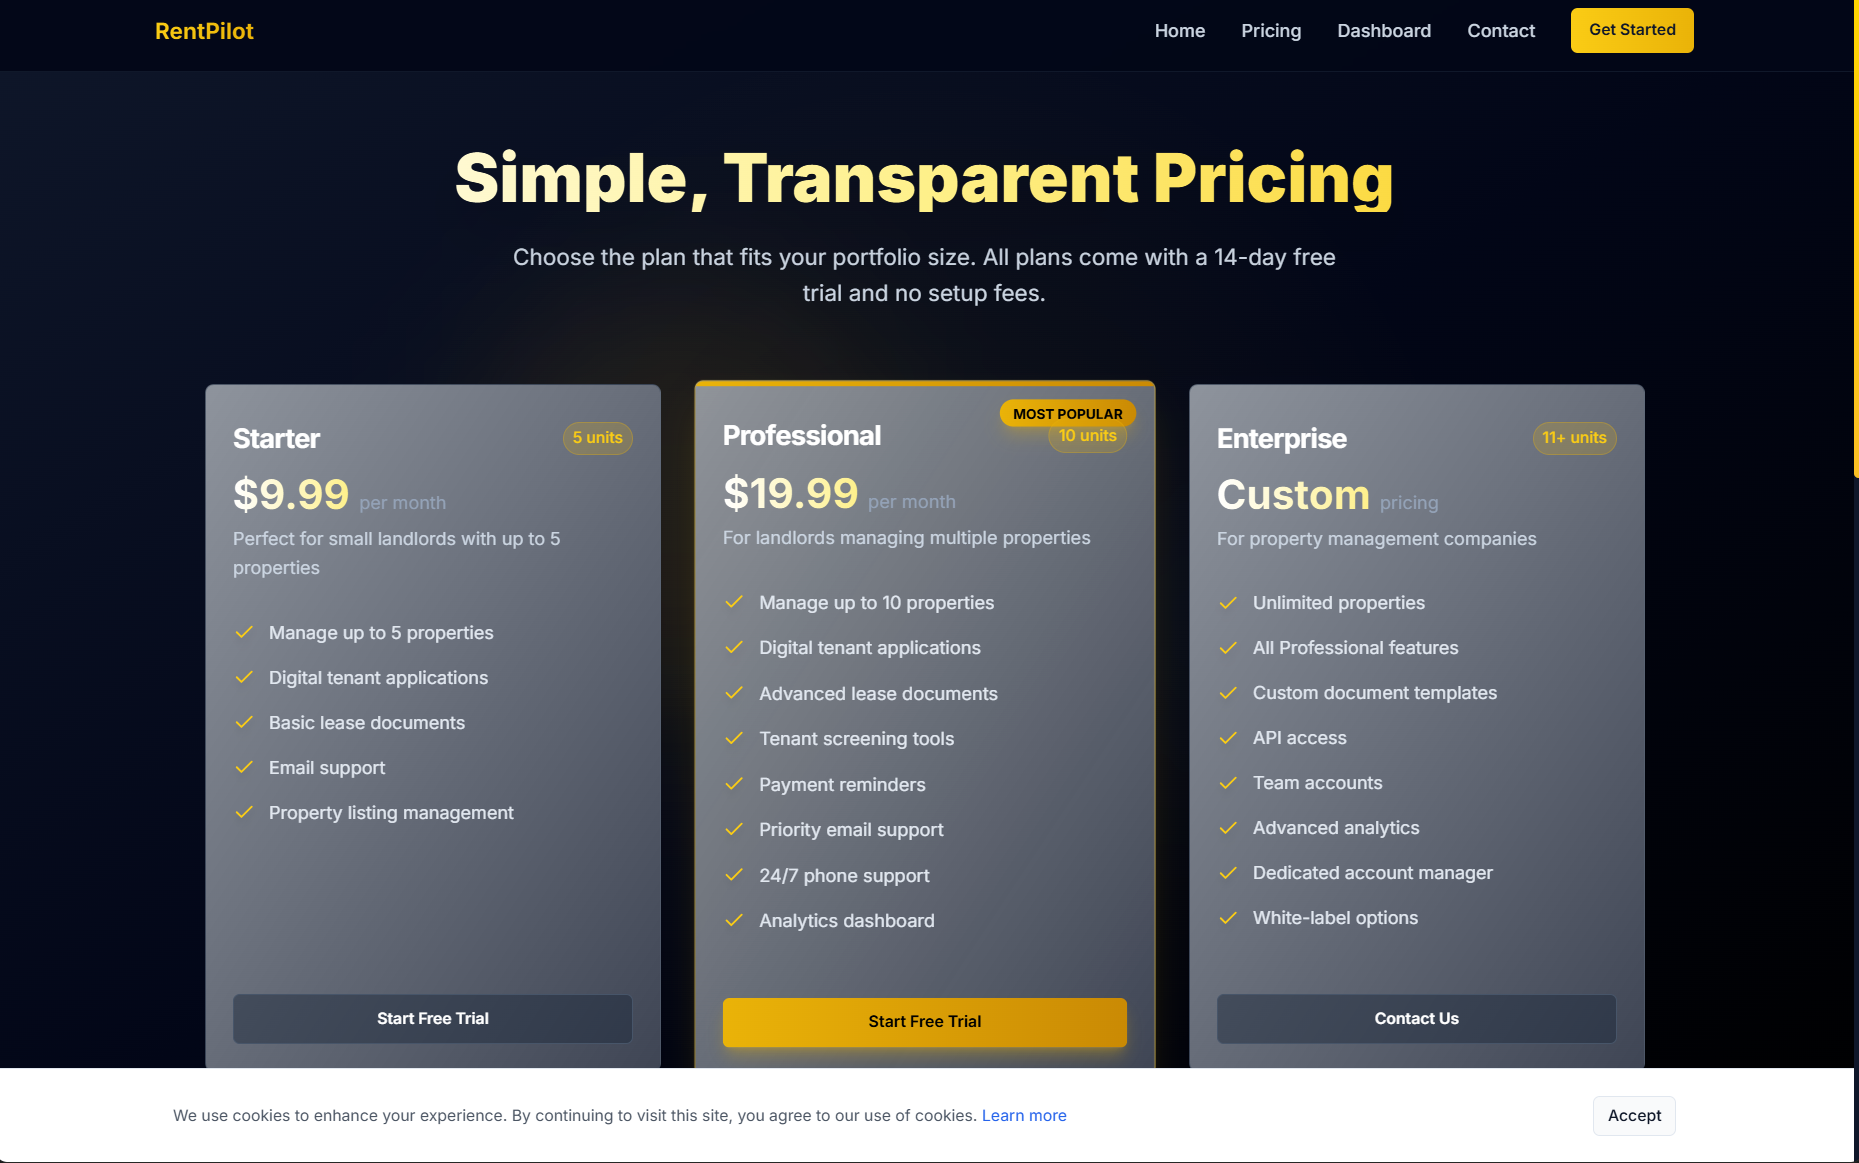 RentPilot
Home
Pricing
Dashboard
Contact
Get Started
Simple, Transparent Pricing
Choose the plan that fits your portfolio size. All plans come with a 14-day free
trial and no setup fees.
Starter
5 units
$9.99 per month
Perfect for small landlords with up to 5
properties
Manage up to 5 properties
Digital tenant applications
Basic lease documents
Email support
Property listing management
Start Free Trial
MOST POPULAR
Professional
10 units
$19.99 per month
For landlords managing multiple properties
Manage up to 10 properties
Digital tenant applications
Advanced lease documents
Tenant screening tools
Payment reminders
Priority email support
24/7 phone support
Analytics dashboard
Start Free Trial
Enterprise
11+ units
Custom pricing
For property management companies
Unlimited properties
All Professional features
Custom document templates
API access
Team accounts
Advanced analytics
Dedicated account manager
White-label options
Contact Us
We use cookies to enhance your experience. By continuing to visit this site, you agree to our use of cookies. Learn more
Accept